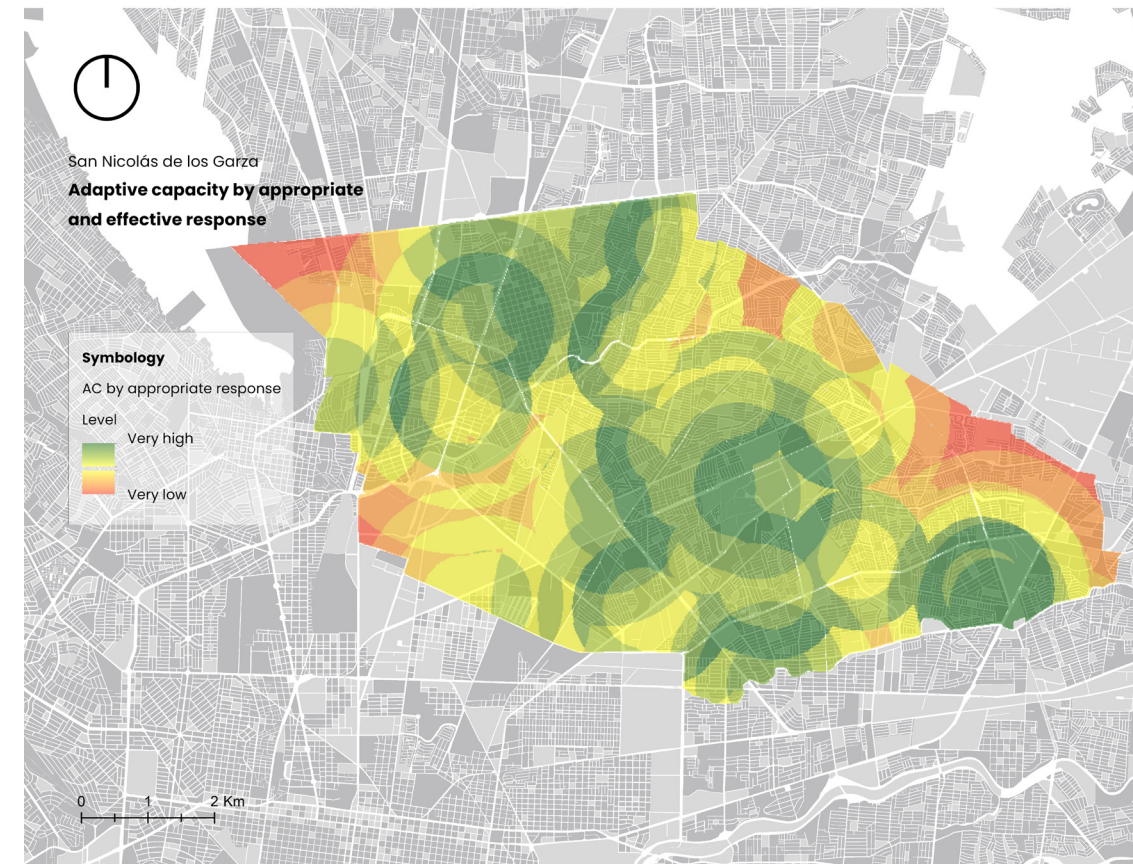 San Nicolás de los Garza
Adaptive capacity by appropriate
and effective response
Symbology
AC by appropriate response
Level
Very high
Very low
0 1 2 Km